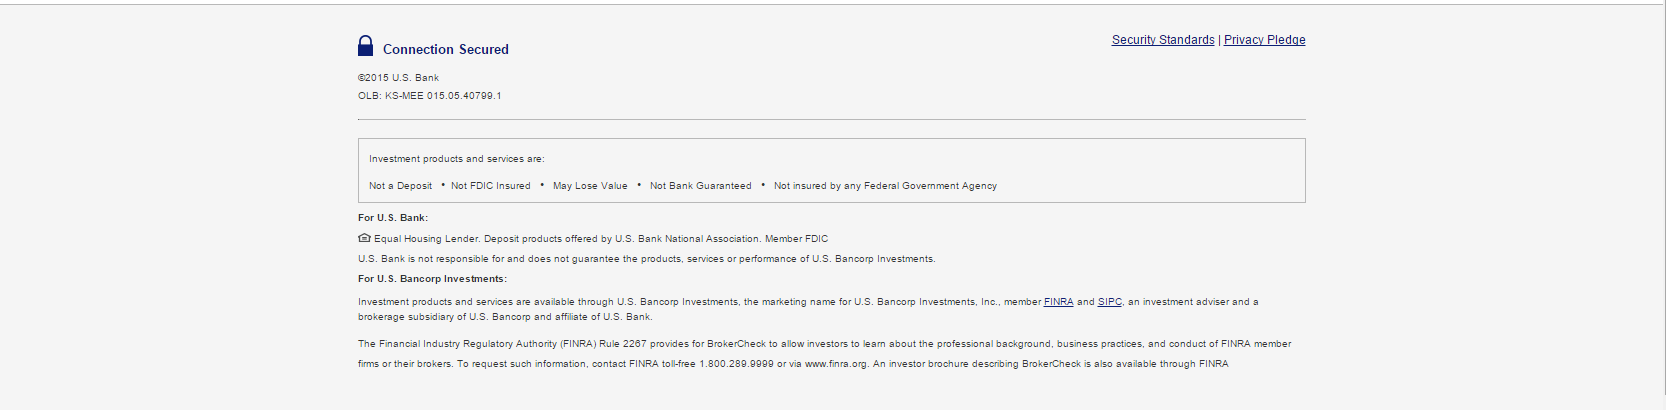 Connection Secured
Security Standards | Privacy Pledge
©2015 U.S. Bank
OLB: KS-MEE 015.05.40799.1
Investment products and services are:
Not a Deposit • Not FDIC Insured • May Lose Value • Not Bank Guaranteed • Not insured by any Federal Government Agency
For U.S. Bank:
Equal Housing Lender. Deposit products offered by U.S. Bank National Association. Member FDIC
U.S. Bank is not responsible for and does not guarantee the products, services or performance of U.S. Bancorp Investments.
For U.S. Bancorp Investments:
Investment products and services are available through U.S. Bancorp Investments, the marketing name for U.S. Bancorp Investments, Inc., member FINRA and SIPC, an investment adviser and a
brokerage subsidiary of U.S. Bancorp and affiliate of U.S. Bank.
The Financial Industry Regulatory Authority (FINRA) Rule 2267 provides for BrokerCheck to allow investors to learn about the professional background, business practices, and conduct of FINRA member
firms or their brokers. To request such information, contact FINRA toll-free 1.800.289.9999 or via www.finra.org. An investor brochure describing BrokerCheck is also available through FINRA